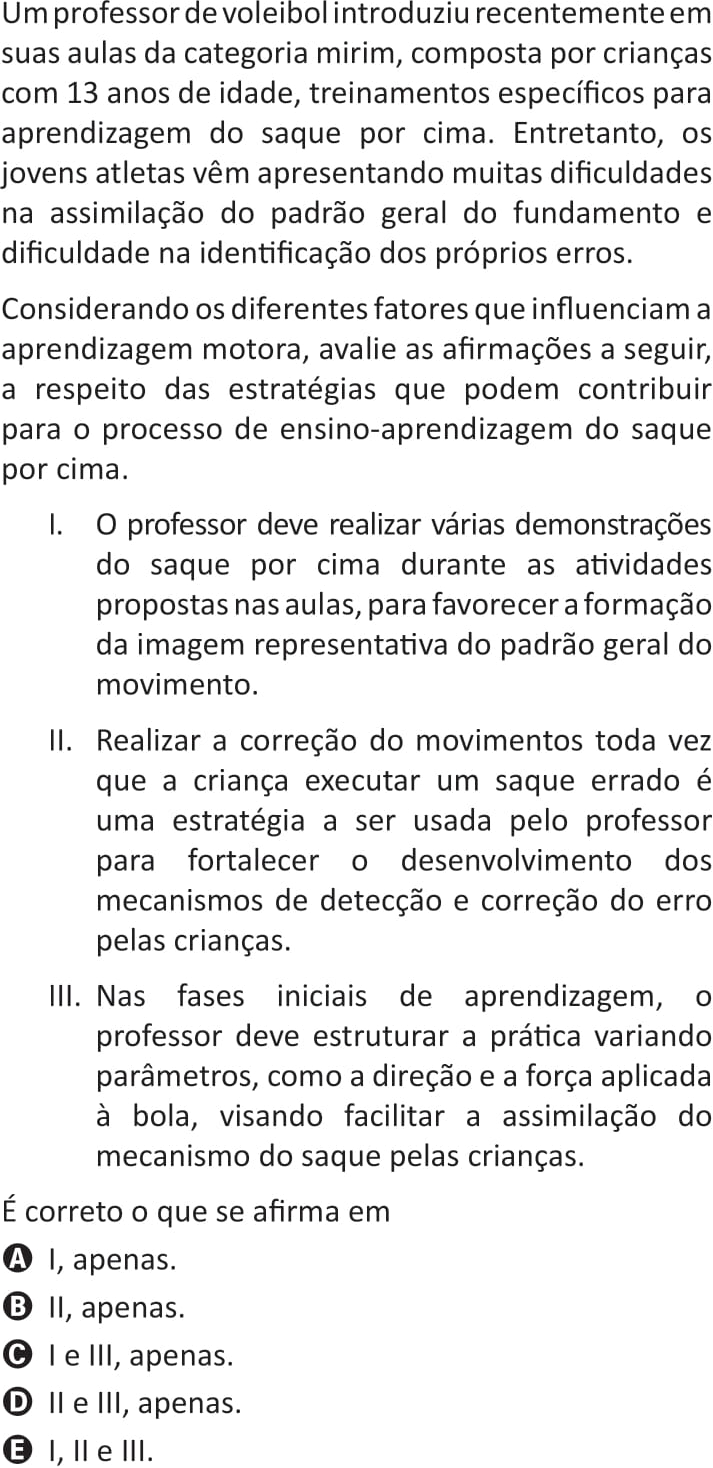 Um professor de voleibol introduziu recentemente em
suas aulas da categoria mirim, composta por crianças
com 13 anos de idade, treinamentos específicos para
aprendizagem do saque por cima. Entretanto, os
jovens atletas vêm apresentando muitas dificuldades
na assimilação do padrão geral do fundamento e
dificuldade na identificação dos próprios erros.
Considerando os diferentes fatores que influenciam a
aprendizagem motora, avalie as afirmações a seguir,
a respeito das estratégias que podem contribuir
para o processo de ensino-aprendizagem do saque
por cima.
I. O professor deve realizar várias demonstrações
do saque por cima durante as atividades
propostas nas aulas, para favorecer a formação
da imagem representativa do padrão geral do
movimento.
II. Realizar a correção do movimentos toda vez
que a criança executar um saque errado é
uma estratégia a ser usada pelo professor
para fortalecer o desenvolvimento dos
mecanismos de detecção e correção do erro
pelas crianças.
III. Nas fases iniciais de aprendizagem, o
professor deve estruturar a prática variando
parâmetros, como a direção e a força aplicada
à bola, visando facilitar a assimilação do
mecanismo do saque pelas crianças.
É correto o que se afirma em
A I, apenas.
B II, apenas.
C I e III, apenas.
D II e III, apenas.
E I, II e III.